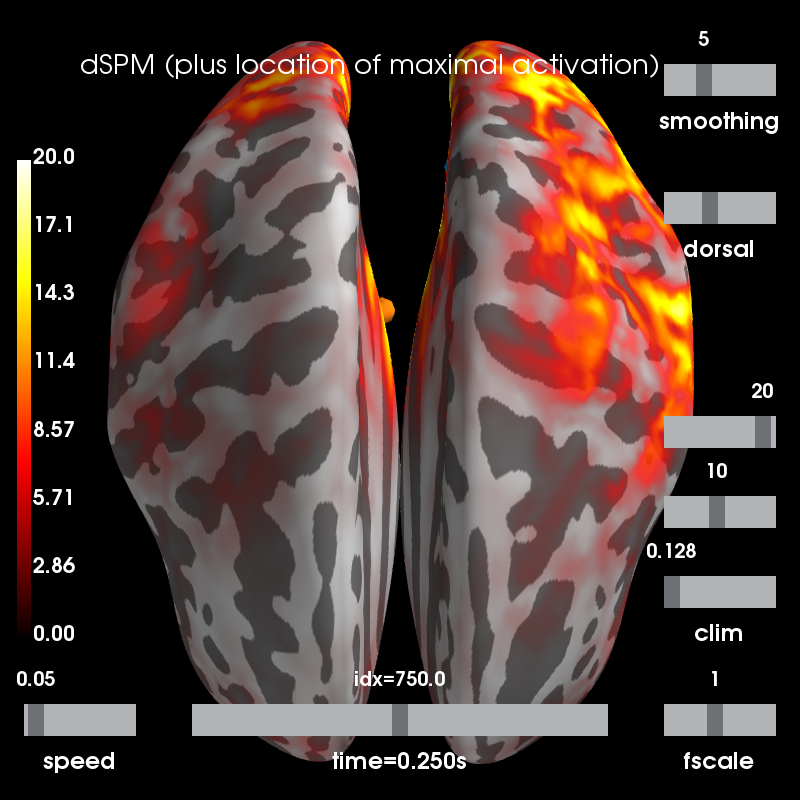 5
dSPM (plus location of maximal activation)
smoothing
20.0
17.1
dorsal
14.3
11.4
20
8.57
10
5.71
0.128
2.86
0.00
clim
0.05
idx=750.0
1
speed
time=0.250s
fscale